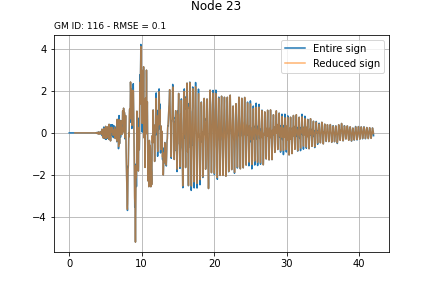 Node 23
GM ID: 116 - RMSE = 0.1
Entire sign
Reduced sign
4
2
0
−2
−4
0 10 20 30 40